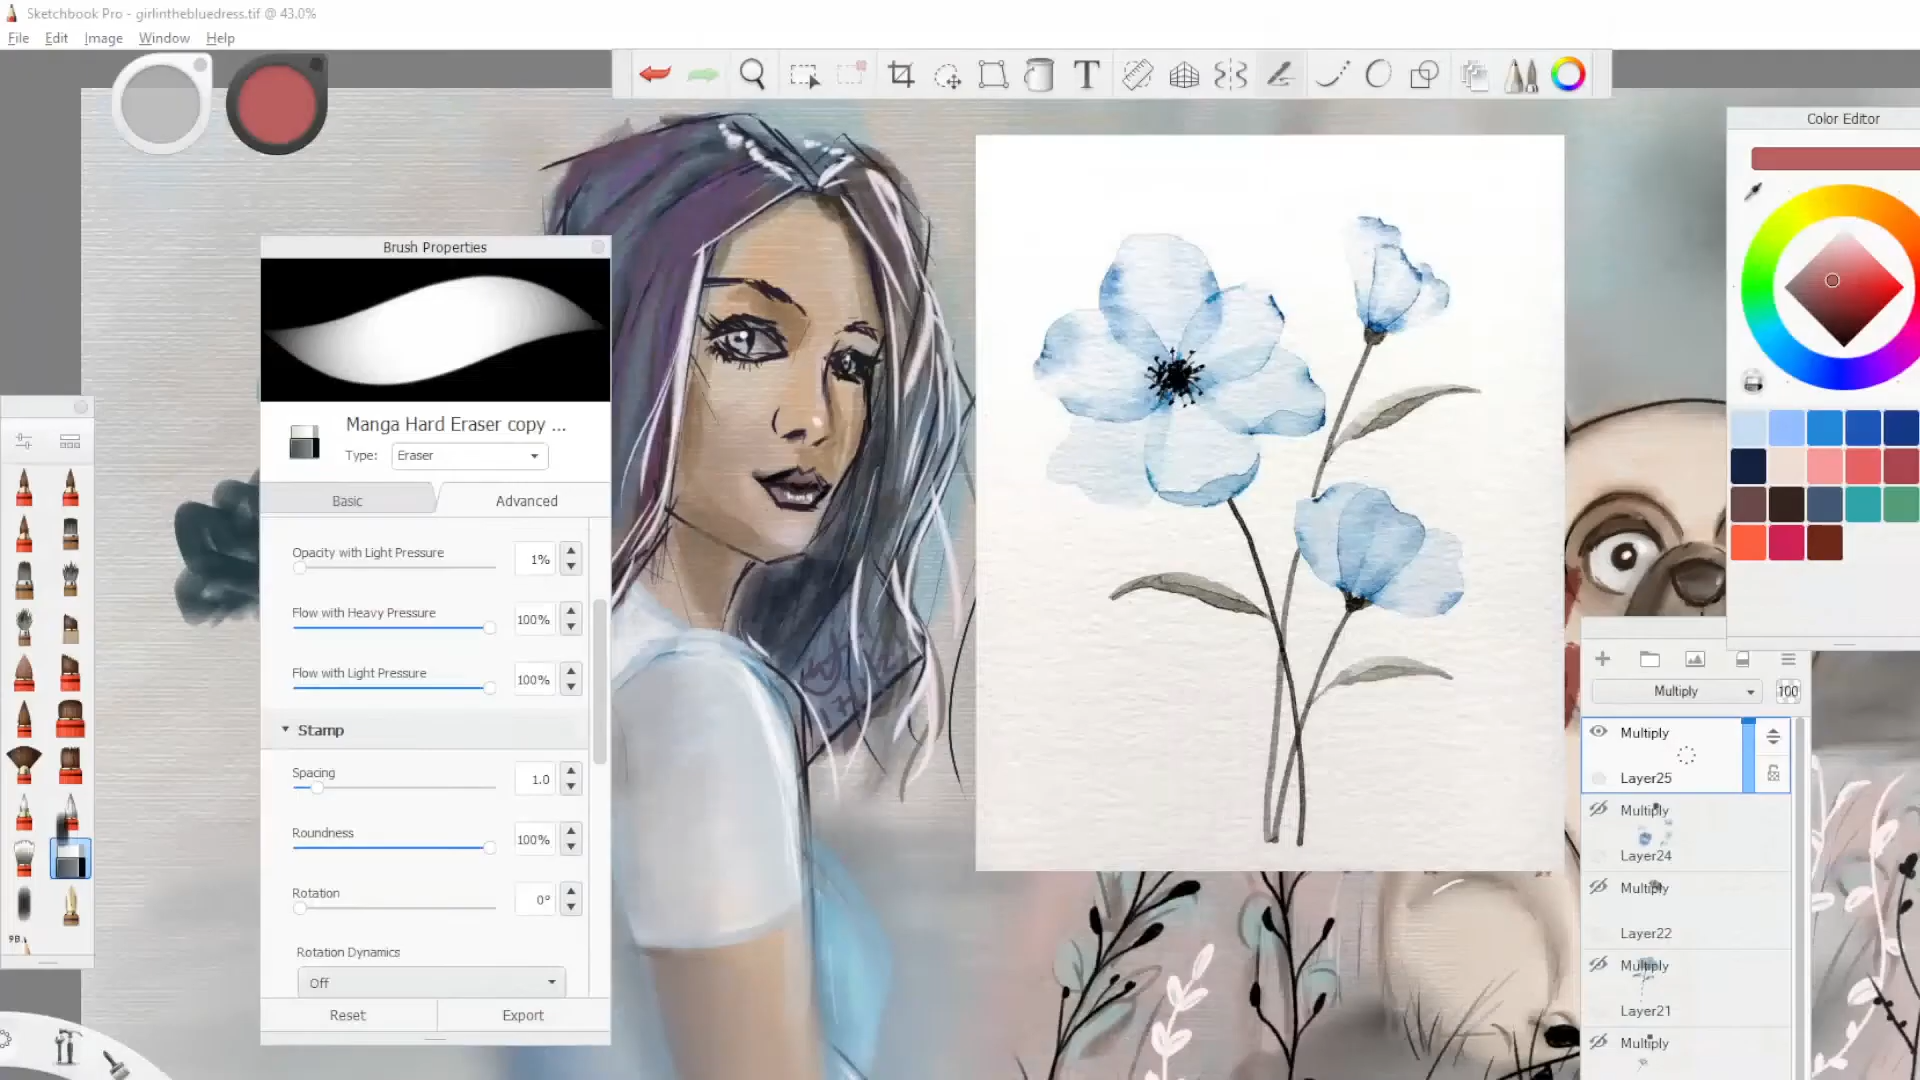 Sketchbook Pro - girlinthebluedress.tif @ 43.0%
File Edit Image Window Help
T
Color Editor
Brush Properties
Manga Hard Eraser copy ...
Type: Eraser
Basic Advanced
Opacity with Light Pressure 1%
Flow with Heavy Pressure 100%
Flow with Light Pressure 100%
Stamp
Spacing 1.0
Roundness 100%
Rotation 0°
Rotation Dynamics
Off
Reset Export
Multiply 100
Multiply
Layer25
Multiply
Layer24
Multiply
Layer22
Multiply
Layer21
Multiply